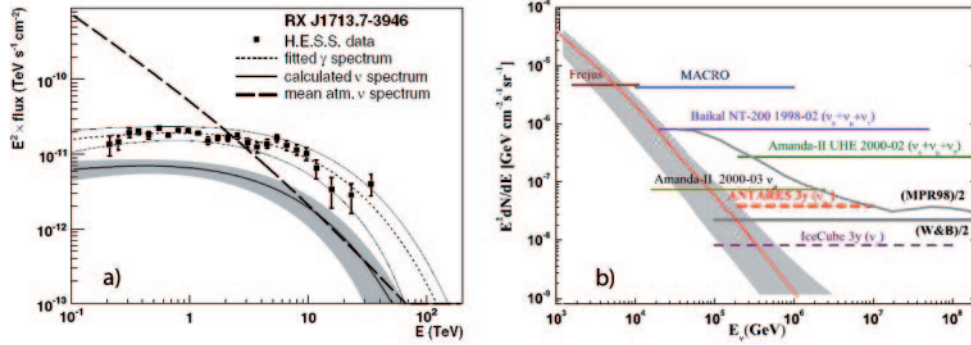 RX J1713.7-3946
H.E.S.S. data
fitted γ spectrum
calculated ν spectrum
mean atm. ν spectrum
E² × flux (TeV s⁻¹ cm⁻²)
10⁻¹⁰
10⁻¹¹
10⁻¹²
10⁻¹³
a)
10⁻¹ 1 10 10²
E (TeV)
E²dN/dE [GeV cm⁻² s⁻¹ sr⁻¹]
10⁻⁴
10⁻⁵
10⁻⁶
10⁻⁷
10⁻⁸
10⁻⁹
Frejus
MACRO
Baikal NT-200 1998-02 (νₑ+ν_μ+ν_τ)
Amanda-II UHE 2000-02 (νₑ+ν_μ+ν_τ)
Amanda-II 2000-03 ν_μ
ANTARES 3y (ν_μ)
(MPR98)/2
(W&B)/2
IceCube 3y (ν_μ)
b)
10³ 10⁴ 10⁵ 10⁶ 10⁷ 10⁸
E_ν(GeV)